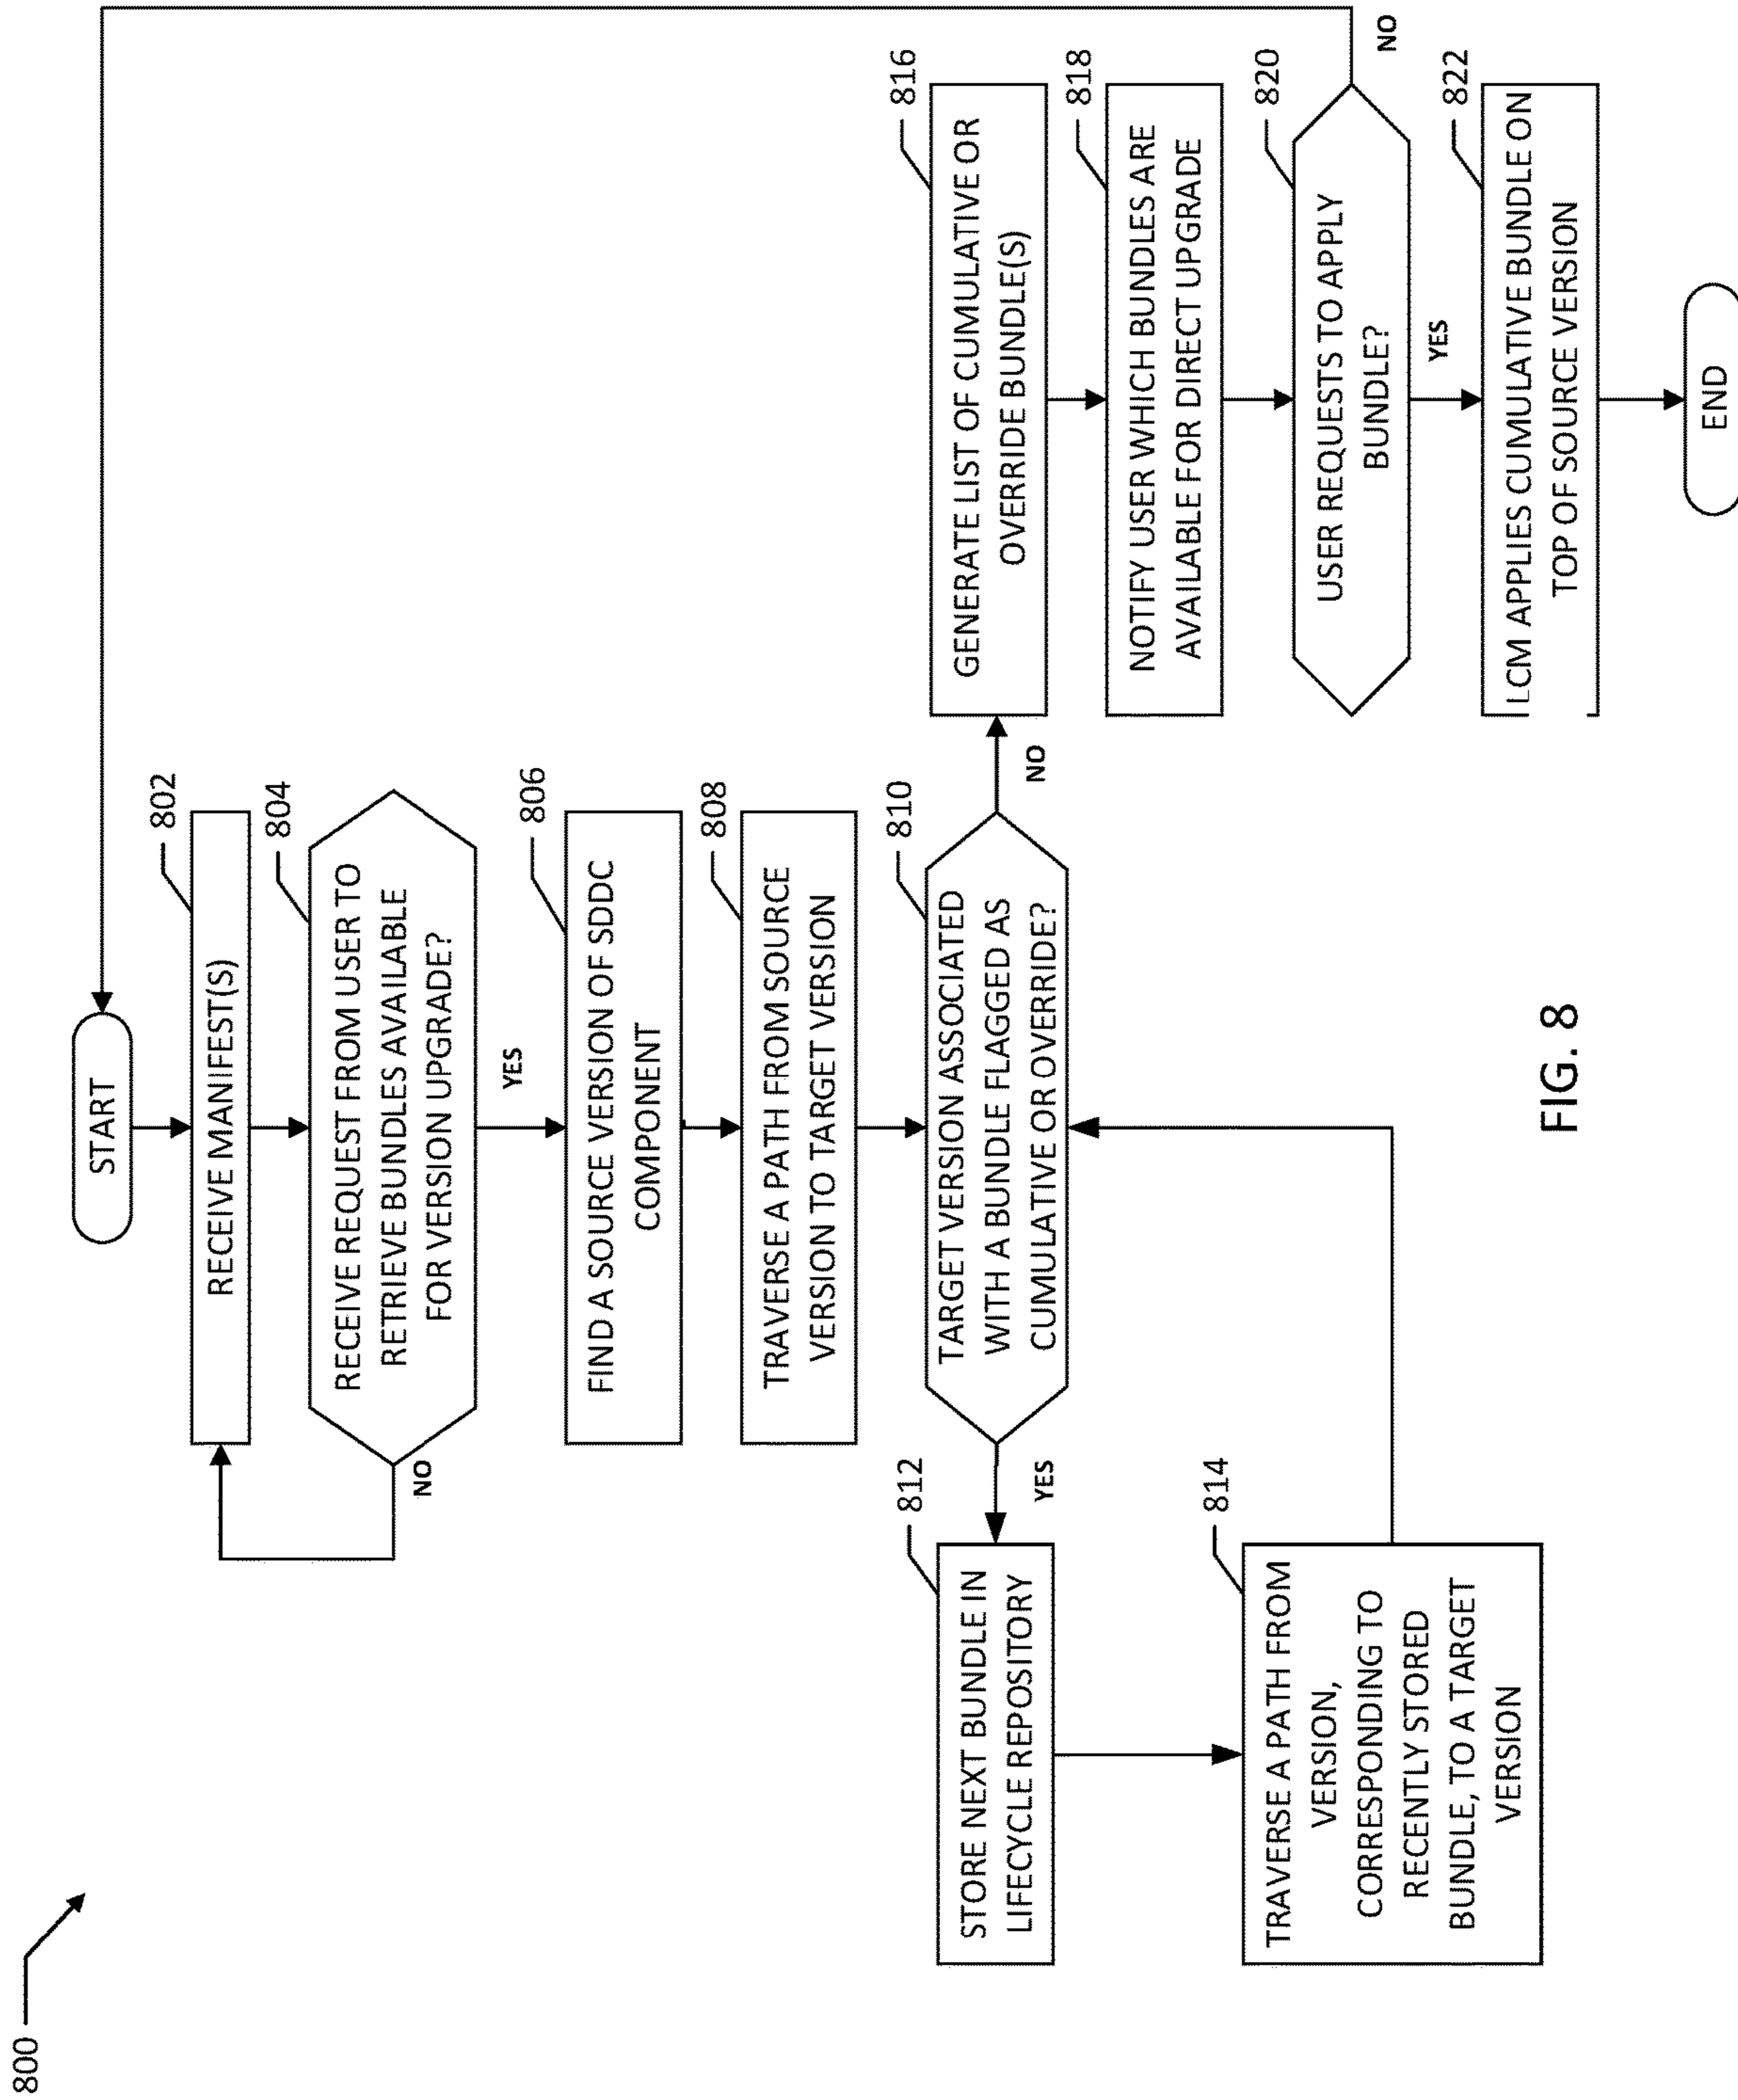 800
START
802
RECEIVE MANIFEST(S)
804
RECEIVE REQUEST FROM USER TO
RETRIEVE BUNDLES AVAILABLE
FOR VERSION UPGRADE?
NO
YES
806
FIND A SOURCE VERSION OF SDDC
COMPONENT
808
TRAVERSE A PATH FROM SOURCE
VERSION TO TARGET VERSION
810
TARGET VERSION ASSOCIATED
WITH A BUNDLE FLAGGED AS
CUMULATIVE OR OVERRIDE?
YES
NO
812
STORE NEXT BUNDLE IN
LIFECYCLE REPOSITORY
814
TRAVERSE A PATH FROM
VERSION,
CORRESPONDING TO
RECENTLY STORED
BUNDLE, TO A TARGET
VERSION
816
GENERATE LIST OF CUMULATIVE OR
OVERRIDE BUNDLE(S)
818
NOTIFY USER WHICH BUNDLES ARE
AVAILABLE FOR DIRECT UPGRADE
820
USER REQUESTS TO APPLY
BUNDLE?
NO
YES
822
LCM APPLIES CUMULATIVE BUNDLE ON
TOP OF SOURCE VERSION
END
FIG. 8